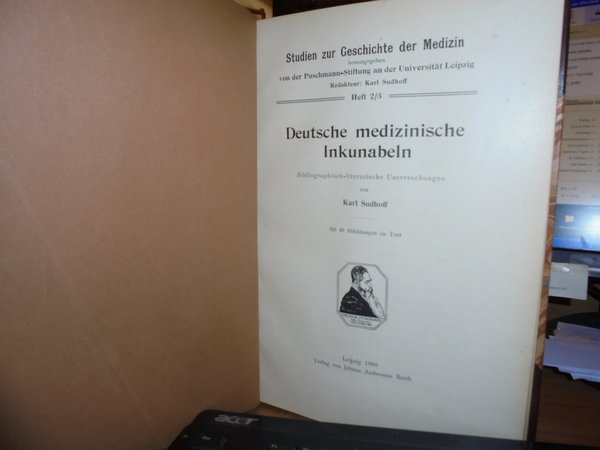 Studien zur Geschichte der Medizin
herausgegeben
von der Puschmann-Stiftung an der Universität Leipzig
Redakteur: Karl Sudhoff
Heft 2/3
Deutsche medizinische
Inkunabeln
Bibliographisch-literarische Untersuchungen
von
Karl Sudhoff
Mit 40 Abbildungen im Text
Leipzig 1908
Verlag von Johann Ambrosius Barth
acer